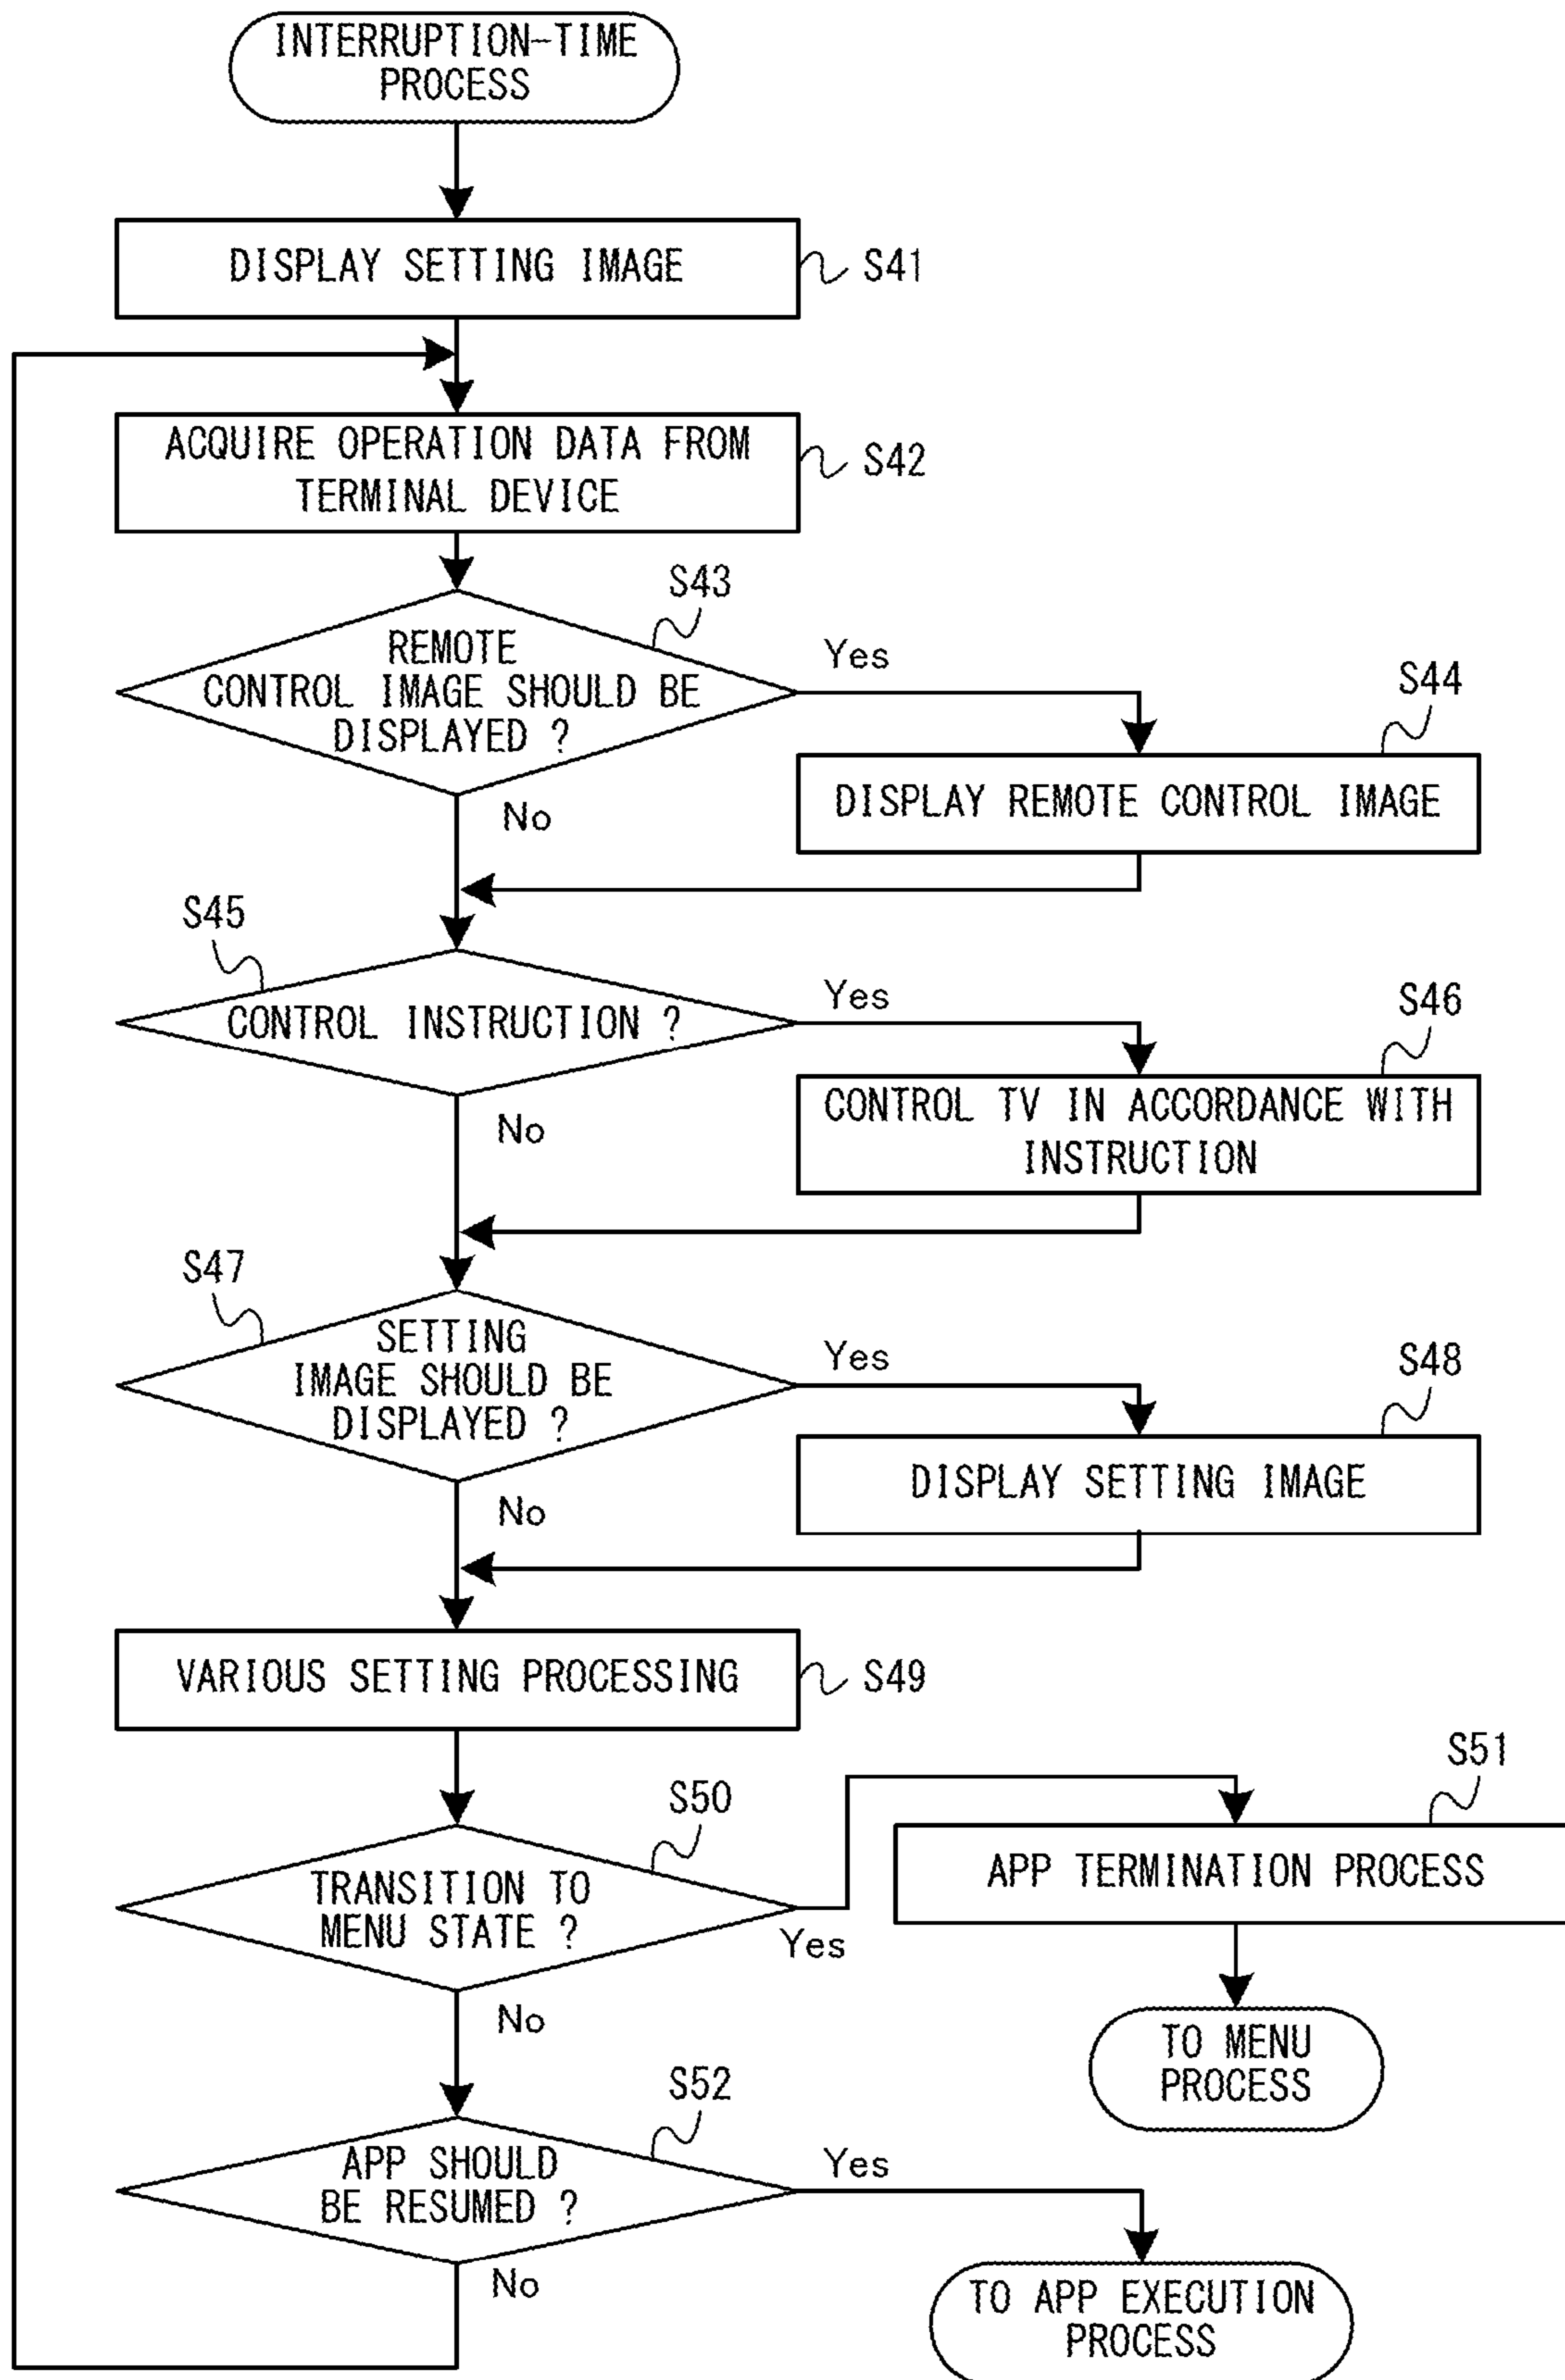 INTERRUPTION-TIME
PROCESS
DISPLAY SETTING IMAGE
S41
ACQUIRE OPERATION DATA FROM
TERMINAL DEVICE
S42
S43
REMOTE
CONTROL IMAGE SHOULD BE
DISPLAYED ?
Yes
No
S44
DISPLAY REMOTE CONTROL IMAGE
S45
CONTROL INSTRUCTION ?
Yes
No
S46
CONTROL TV IN ACCORDANCE WITH
INSTRUCTION
S47
SETTING
IMAGE SHOULD BE
DISPLAYED ?
Yes
No
S48
DISPLAY SETTING IMAGE
VARIOUS SETTING PROCESSING
S49
S50
TRANSITION TO
MENU STATE ?
Yes
No
S51
APP TERMINATION PROCESS
TO MENU
PROCESS
S52
APP SHOULD
BE RESUMED ?
Yes
No
TO APP EXECUTION
PROCESS